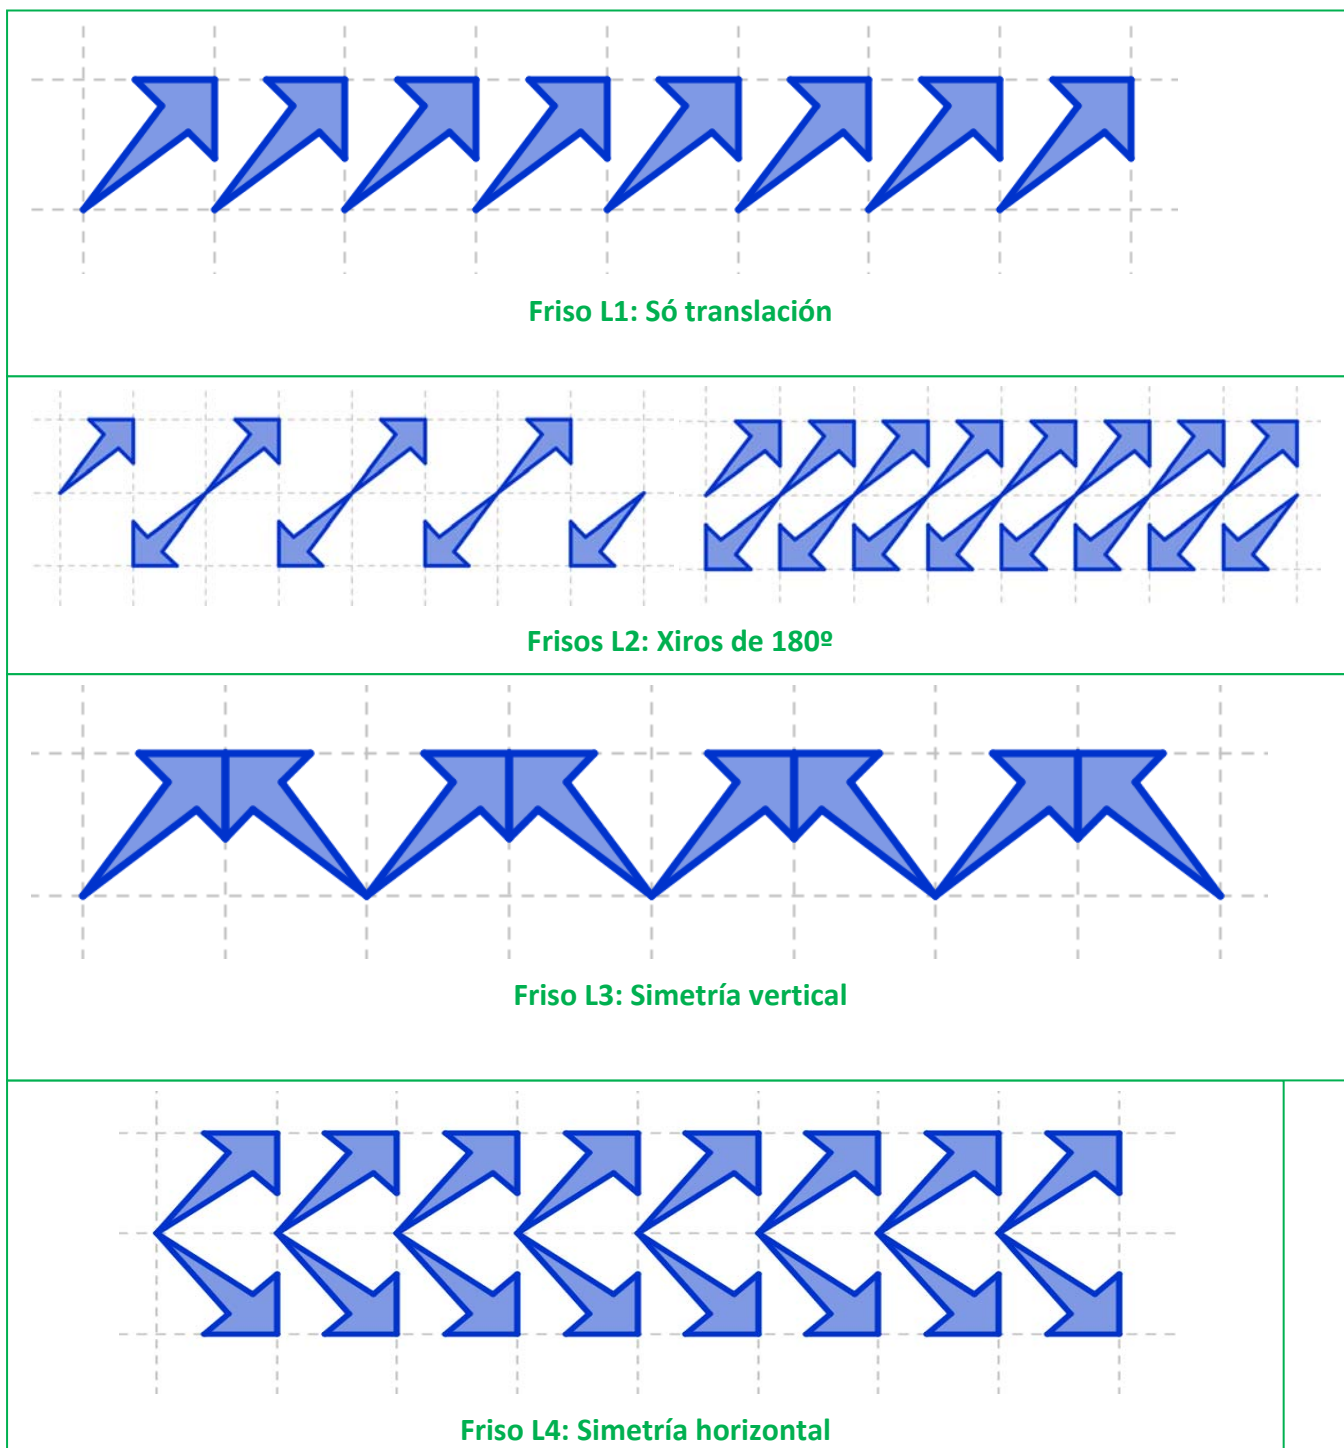 Friso L1: Só translación
Frisos L2: Xiros de 180º
Friso L3: Simetría vertical
Friso L4: Simetría horizontal